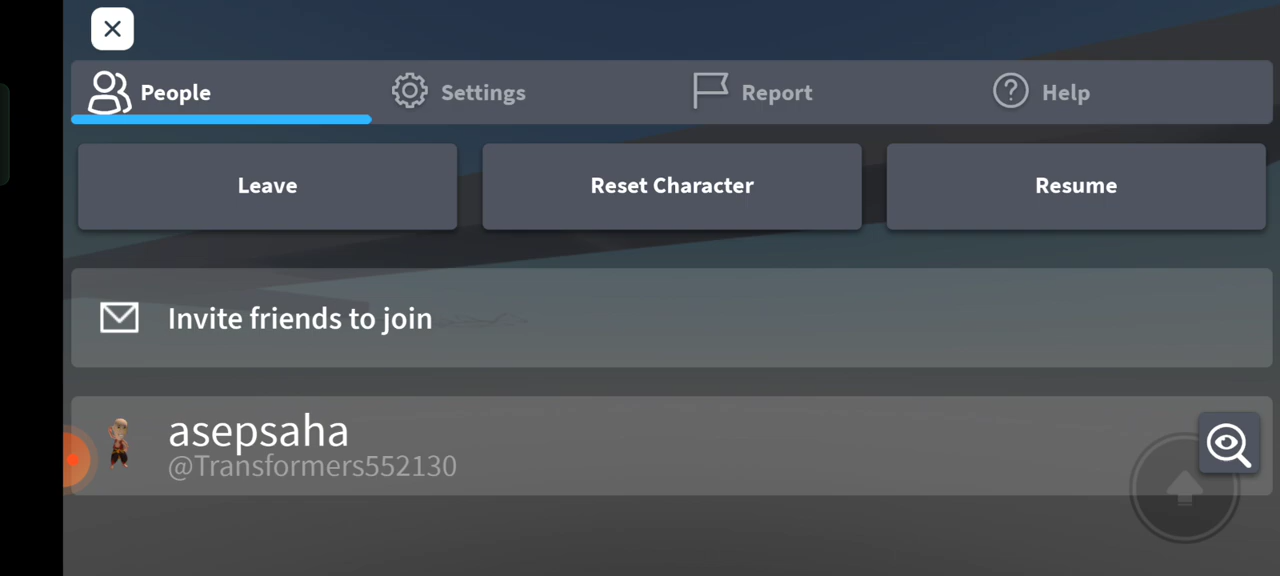 People
Settings
Report
Help
Leave
Reset Character
Resume
Invite friends to join
asepsaha
@Transformers552130